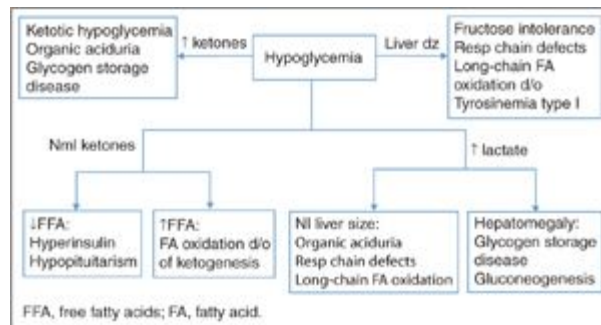 Ketotic hypoglycemia
Organic aciduria
Glycogen storage
disease
↑ ketones
Hypoglycemia
Liver dz
Fructose intolerance
Resp chain defects
Long-chain FA
oxidation d/o
Tyrosinemia type I
Nml ketones
↑ lactate
↓FFA:
Hyperinsulin
Hypopituitarism
↑FFA:
FA oxidation d/o
of ketogenesis
Nl liver size:
Organic aciduria
Resp chain defects
Long-chain FA oxidation
Hepatomegaly:
Glycogen storage
disease
Gluconeogenesis
FFA, free fatty acids; FA, fatty acid.